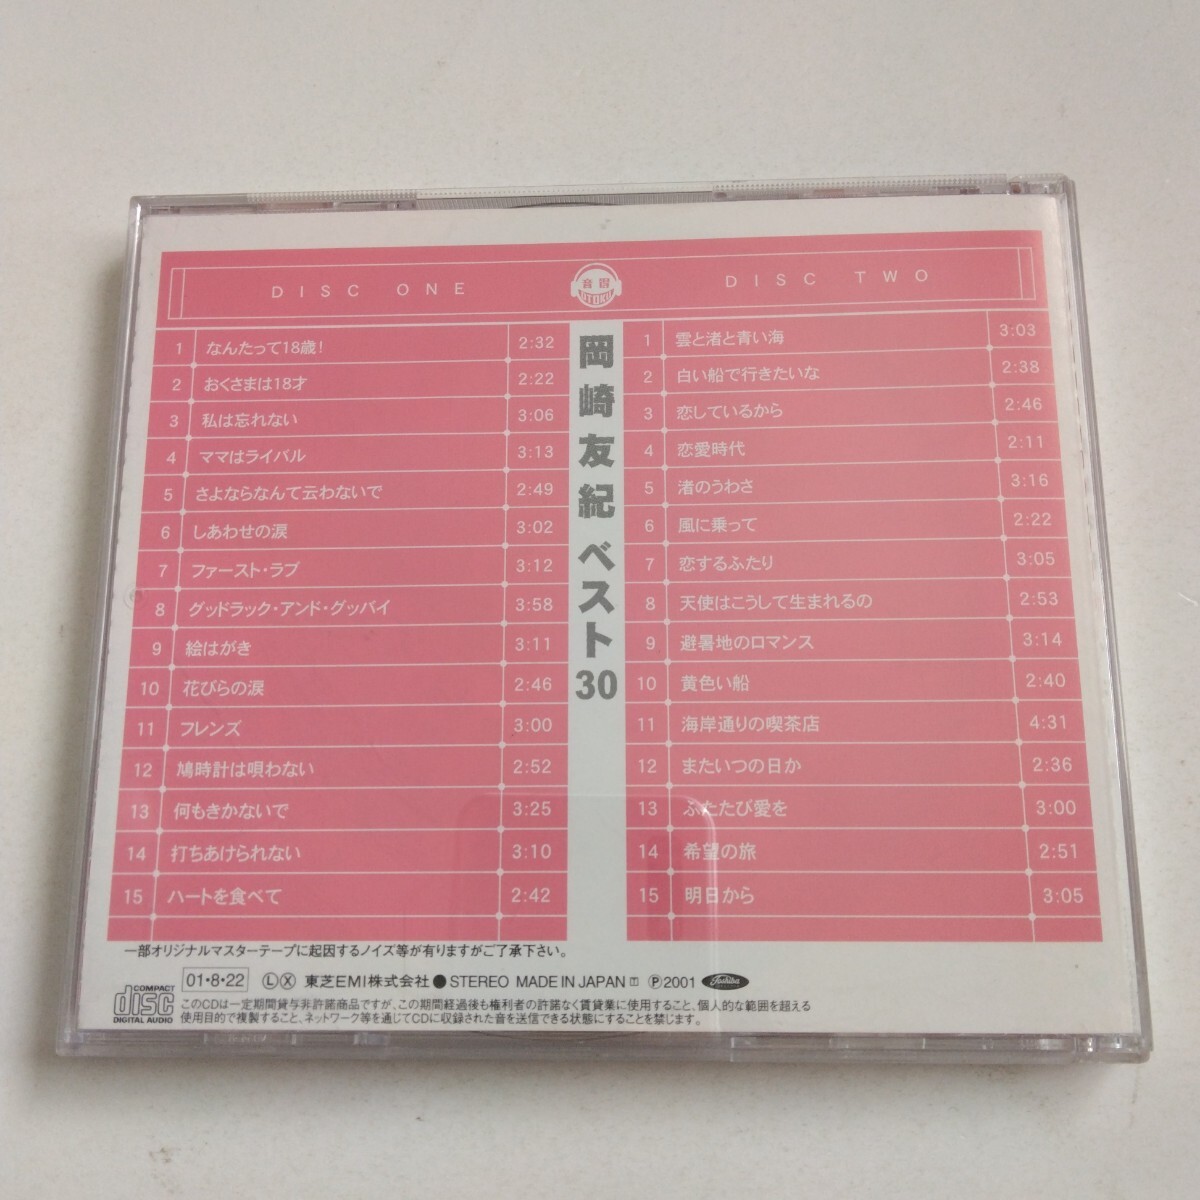 DISC ONE
1 なんたって18歳! 2:32
2 おくさまは18才 2:22
3 私は忘れない 3:06
4 ママはライバル 3:13
5 さよならなんて云わないで 2:49
6 しあわせの涙 3:02
7 ファースト・ラブ 3:12
8 グッドラック・アンド・グッバイ 3:58
9 絵はがき 3:11
10 花びらの涙 2:46
11 フレンズ 3:00
12 鳩時計は唄わない 2:52
13 何もきかないで 3:25
14 打ちあけられない 3:10
15 ハートを食べて 2:42
音得
OTOKU
岡崎友紀 ベスト30
DISC TWO
1 雲と渚と青い海 3:03
2 白い船で行きたいな 2:38
3 恋しているから 2:46
4 恋愛時代 2:11
5 渚のうわさ 3:16
6 風に乗って 2:22
7 恋するふたり 3:05
8 天使はこうして生まれるの 2:53
9 避暑地のロマンス 3:14
10 黄色い船 2:40
11 海岸通りの喫茶店 4:31
12 またいつの日か 2:36
13 ふたたび愛を 3:00
14 希望の旅 2:51
15 明日から 3:05
一部オリジナルマスターテープに起因するノイズ等が有りますがご了承下さい。
COMPACT disc DIGITAL AUDIO
01・8・22 Ⓛ Ⓧ 東芝EMI株式会社 ● STEREO MADE IN JAPAN Ⓟ2001 Toshiba
このCDは一定期間貸与非許諾商品ですが、この期間経過後も権利者の許諾なく賃貸業に使用すること、個人的な範囲を超える
使用目的で複製すること、ネットワーク等を通じてCDに収録された音を送信できる状態にすることを禁じます。